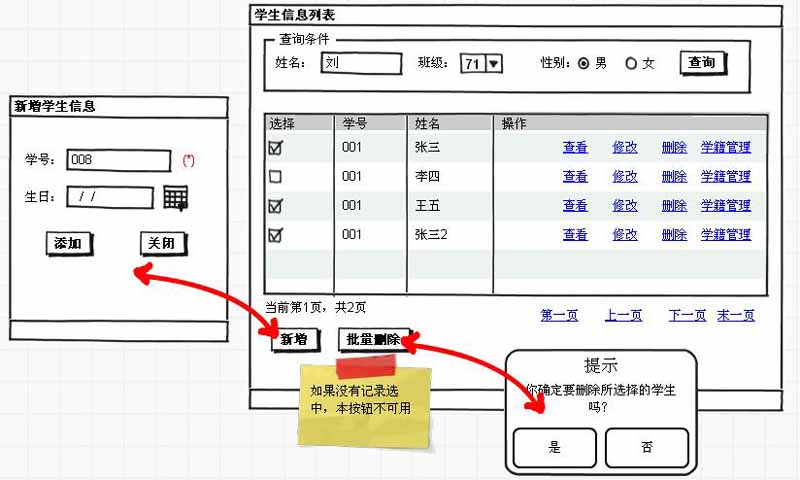 学生信息列表
查询条件
姓名： 刘 班级： 71 性别： 男 女 查询
新增学生信息
学号： 008 (*)
生日： / /
添加 关闭
选择 学号 姓名 操作
001 张三 查看 修改 删除 学籍管理
001 李四 查看 修改 删除 学籍管理
001 王五 查看 修改 删除 学籍管理
001 张三2 查看 修改 删除 学籍管理
当前第1页，共2页
第一页 上一页 下一页 末一页
新增 批量删除
如果没有记录选
中，本按钮不可用
提示
你确定要删除所选择的学生
吗？
是 否